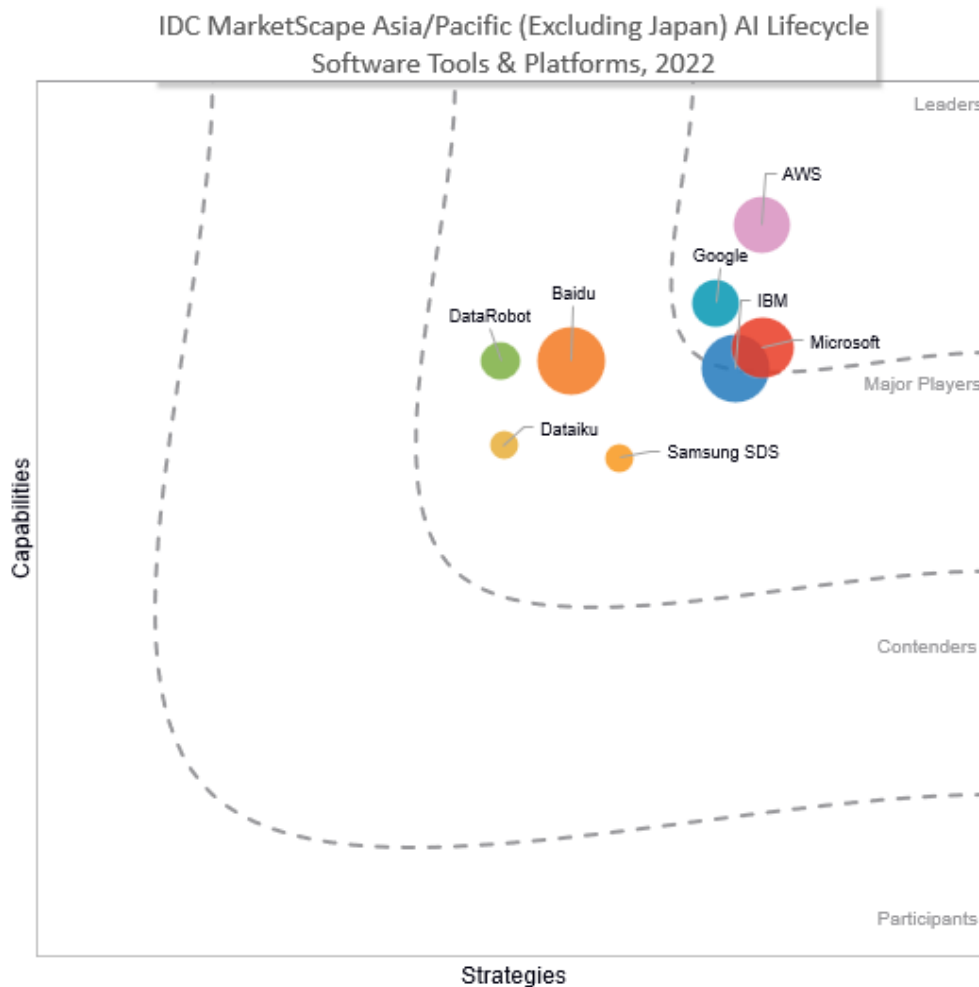 IDC MarketScape Asia/Pacific (Excluding Japan) AI Lifecycle
Software Tools & Platforms, 2022
Leaders
AWS
Google
Baidu
IBM
DataRobot
Microsoft
Major Players
Dataiku
Samsung SDS
Capabilities
Contenders
Participants
Strategies